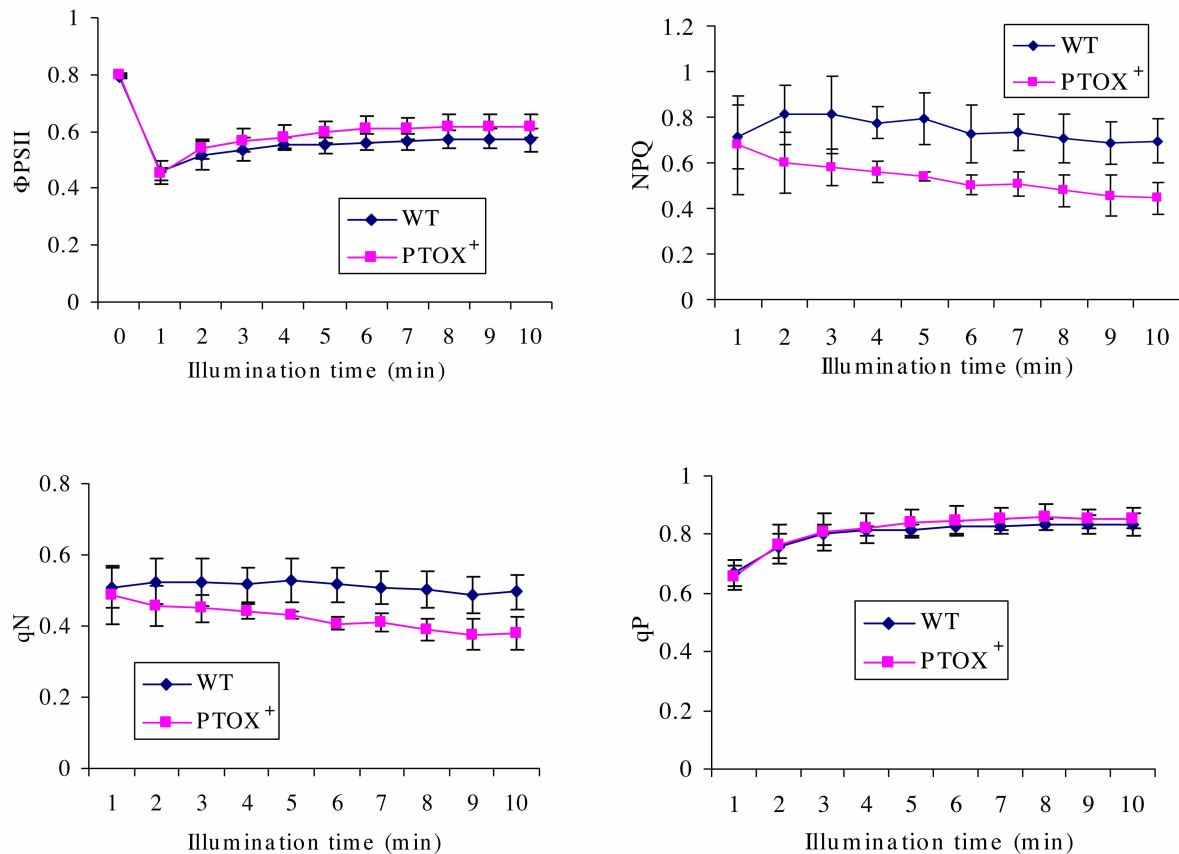 1
0.8
0.6
0.4
0.2
0
ΦPSII
WT
PTOX+
0 1 2 3 4 5 6 7 8 9 10
Illumination time (min)
1.2
1
0.8
0.6
0.4
0.2
0
NPQ
WT
PTOX+
1 2 3 4 5 6 7 8 9 10
Illumination time (min)
0.8
0.6
0.4
0.2
0
qN
WT
PTOX+
1 2 3 4 5 6 7 8 9 10
Illumination time (min)
1
0.8
0.6
0.4
0.2
0
qP
WT
PTOX+
1 2 3 4 5 6 7 8 9 10
Illumination time (min)